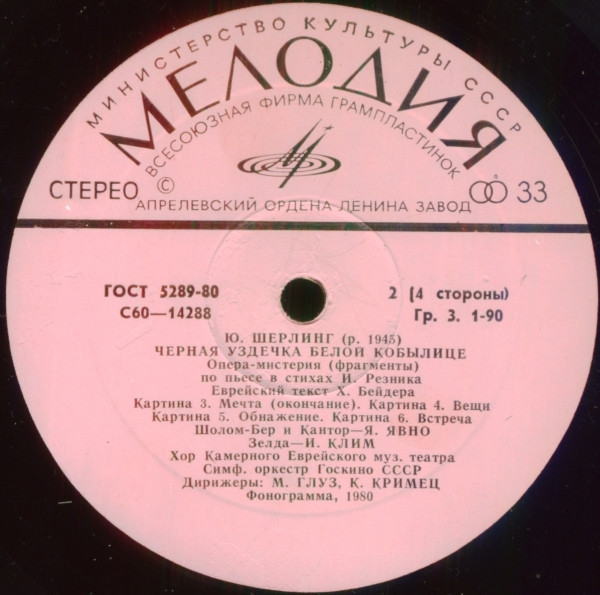 МИНИСТЕРСТВО КУЛЬТУРЫ СССР
МЕЛОДИЯ
ВСЕСОЮЗНАЯ ФИРМА ГРАМПЛАСТИНОК
СТЕРЕО © 33
АПРЕЛЕВСКИЙ ОРДЕНА ЛЕНИНА ЗАВОД
ГОСТ 5289-80 2 (4 стороны)
С60—14288 Гр. 3. 1-90
Ю. ШЕРЛИНГ (р. 1945)
ЧЕРНАЯ УЗДЕЧКА БЕЛОЙ КОБЫЛИЦЕ
Опера-мистерия (фрагменты)
по пьесе в стихах И. Резника
Еврейский текст Х. Бейдера
Картина 3. Мечта (окончание). Картина 4. Вещи
Картина 5. Обнажение. Картина 6. Встреча
Шолом-Бер и Кантор—Я. ЯВНО
Зелда—И. КЛИМ
Хор Камерного Еврейского муз. театра
Симф. оркестр Госкино СССР
Дирижеры: М. ГЛУЗ, К. КРИМЕЦ
Фонограмма, 1980